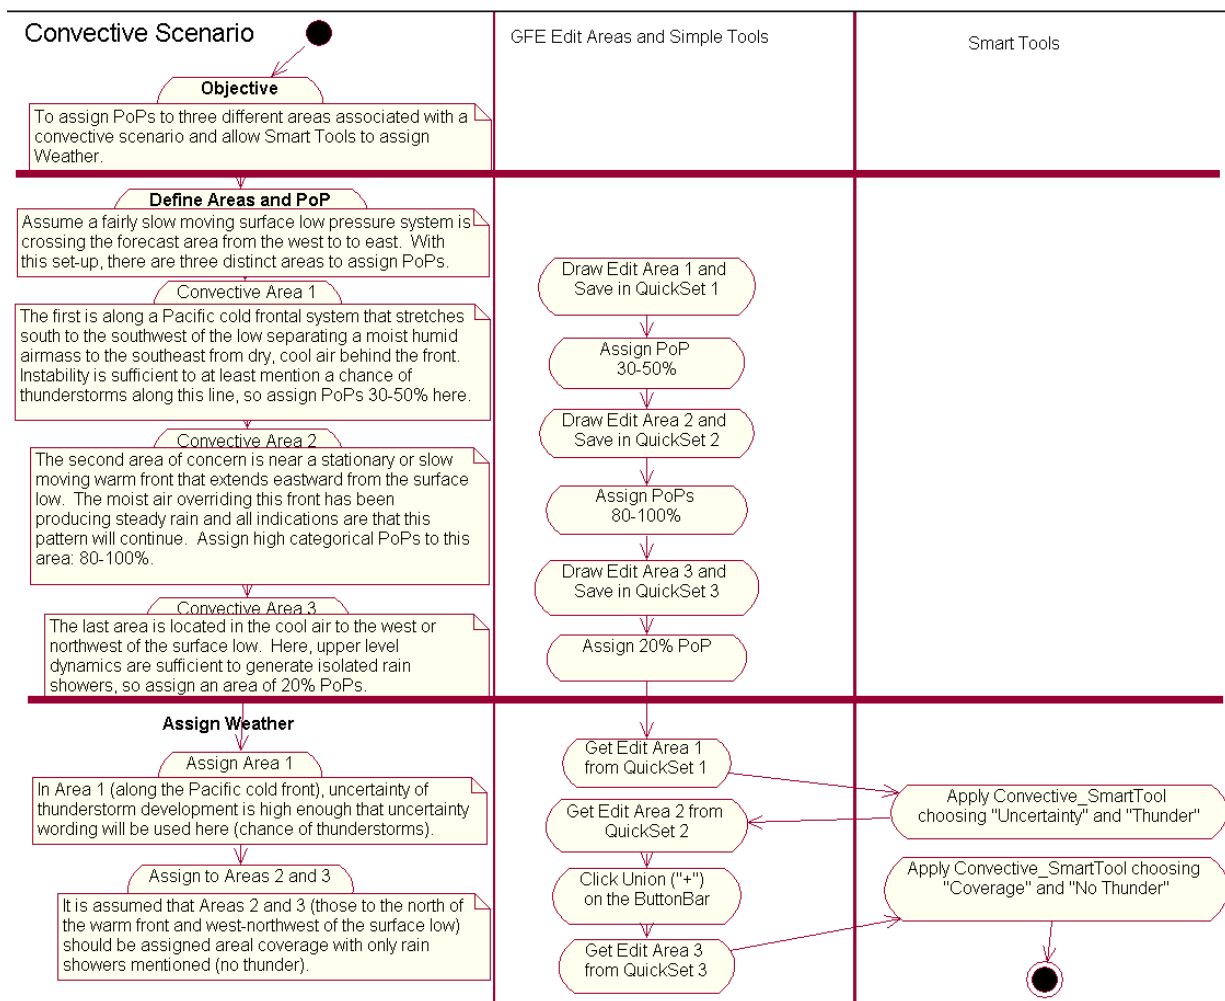 Convective Scenario
GFE Edit Areas and Simple Tools
Smart Tools
Objective
To assign PoPs to three different areas associated with a
convective scenario and allow Smart Tools to assign
Weather.
Define Areas and PoP
Assume a fairly slow moving surface low pressure system is
crossing the forecast area from the west to to east.  With
this set-up, there are three distinct areas to assign PoPs.
Convective Area 1
The first is along a Pacific cold frontal system that stretches
south to the southwest of the low separating a moist humid
airmass to the southeast from dry, cool air behind the front.
Instability is sufficient to at least mention a chance of
thunderstorms along this line, so assign PoPs 30-50% here.
Convective Area 2
The second area of concern is near a stationary or slow
moving warm front that extends eastward from the surface
low.  The moist air overriding this front has been
producing steady rain and all indications are that this
pattern will continue.  Assign high categorical PoPs to this
area: 80-100%.
Convective Area 3
The last area is located in the cool air to the west or
northwest of the surface low.  Here, upper level
dynamics are sufficient to generate isolated rain
showers, so assign an area of 20% PoPs.
Draw Edit Area 1 and
Save in QuickSet 1
Assign PoP
30-50%
Draw Edit Area 2 and
Save in QuickSet 2
Assign PoPs
80-100%
Draw Edit Area 3 and
Save in QuickSet 3
Assign 20% PoP
Assign Weather
Assign Area 1
In Area 1 (along the Pacific cold front), uncertainty of
thunderstorm development is high enough that uncertainty
wording will be used here (chance of thunderstorms).
Assign to Areas 2 and 3
It is assumed that Areas 2 and 3 (those to the north of
the warm front and west-northwest of the surface low)
should be assigned areal coverage with only rain
showers mentioned (no thunder).
Get Edit Area 1
from QuickSet 1
Get Edit Area 2 from
QuickSet 2
Click Union ("+")
on the ButtonBar
Get Edit Area 3
from QuickSet 3
Apply Convective_SmartTool
choosing "Uncertainty" and "Thunder"
Apply Convective_SmartTool choosing
"Coverage" and "No Thunder"